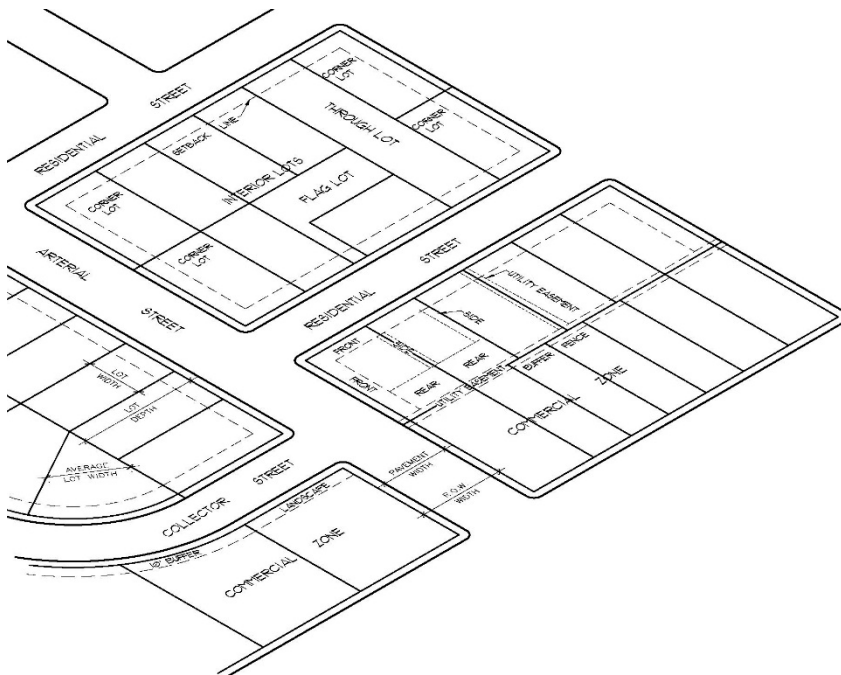 RESIDENTIAL STREET
CORNER
LOT
CORNER
LOT
THROUGH LOT
SETBACK
LINE
INTERIOR LOTS
FLAG LOT
CORNER
LOT
CORNER
LOT
ARTERIAL STREET
RESIDENTIAL STREET
UTILITY EASEMENT
SIDE
FRONT
FRONT
REAR
REAR
UTILITY EASEMENT
BUFFER FENCE
COMMERCIAL ZONE
LOT
WIDTH
LOT
DEPTH
AVERAGE
LOT WIDTH
COLLECTOR STREET
PAVEMENT
WIDTH
R.O.W
WIDTH
LANDSCAPE
BUFFER
COMMERCIAL ZONE